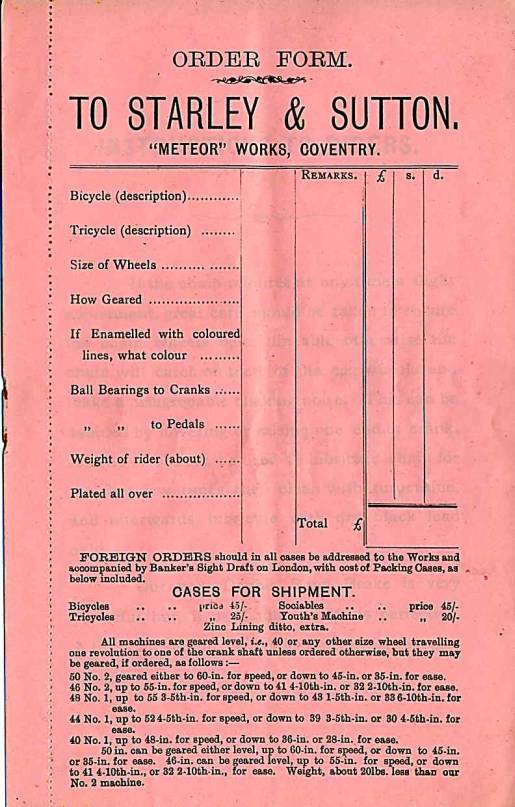 ORDER FORM.
TO STARLEY & SUTTON.
"METEOR" WORKS, COVENTRY.
REMARKS. £ s. d.
Bicycle (description)............
Tricycle (description) ........
Size of Wheels .......... ........
How Geared ...................
If Enamelled with coloured
lines, what colour .........
Ball Bearings to Cranks ......
„ „ to Pedals ......
Weight of rider (about) .....
Plated all over ................
Total £
FOREIGN ORDERS should in all cases be addressed to the Works and
accompanied by Banker's Sight Draft on London, with cost of Packing Cases, as
below included.
CASES FOR SHIPMENT.
Bicycles .. .. price 45/- Sociables .. .. price 45/-
Tricycles .. .. „ 25/- Youth's Machine .. „ 20/-
Zinc Lining ditto, extra.
All machines are geared level, i.e., 40 or any other size wheel travelling
one revolution to one of the crank shaft unless ordered otherwise, but they may
be geared, if ordered, as follows :—
50 No. 2, geared either to 60-in. for speed, or down to 45-in. or 35-in. for ease.
46 No. 2, up to 55-in. for speed, or down to 41 4-10th-in. or 32 2-10th-in. for ease.
48 No. 1, up to 55 3-5th-in. for speed, or down to 43 1-5th-in. or 33 6-10th-in. for
ease.
44 No. 1, up to 52 4-5th-in. for speed, or down to 39 3-5th-in. or 30 4-5th-in. for
ease.
40 No. 1, up to 48-in. for speed, or down to 36-in. or 28-in. for ease.
50 in. can be geared either level, up to 60-in. for speed, or down to 45-in.
or 35-in. for ease. 46-in. can be geared level, up to 55-in. for speed, or down
to 41 4-10th-in., or 32 2-10th-in., for ease. Weight, about 20lbs. less than our
No. 2 machine.